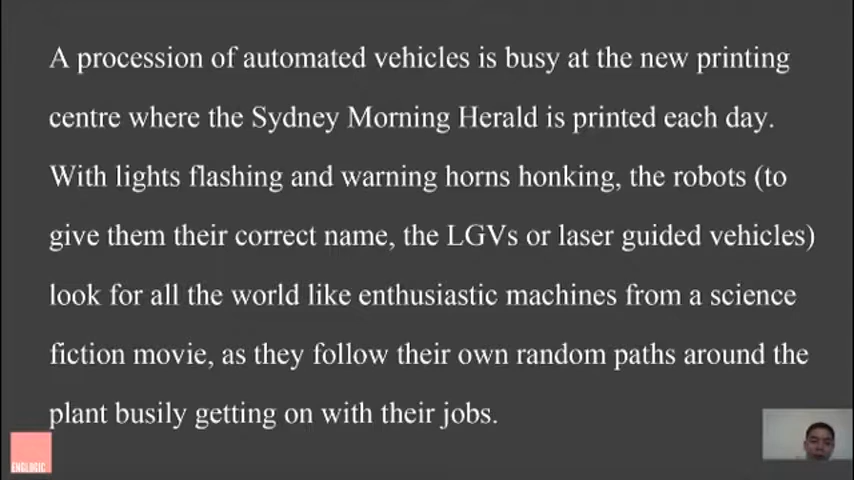 A procession of automated vehicles is busy at the new printing
centre where the Sydney Morning Herald is printed each day.
With lights flashing and warning horns honking, the robots (to
give them their correct name, the LGVs or laser guided vehicles)
look for all the world like enthusiastic machines from a science
fiction movie, as they follow their own random paths around the
plant busily getting on with their jobs.
ENGLOGIC